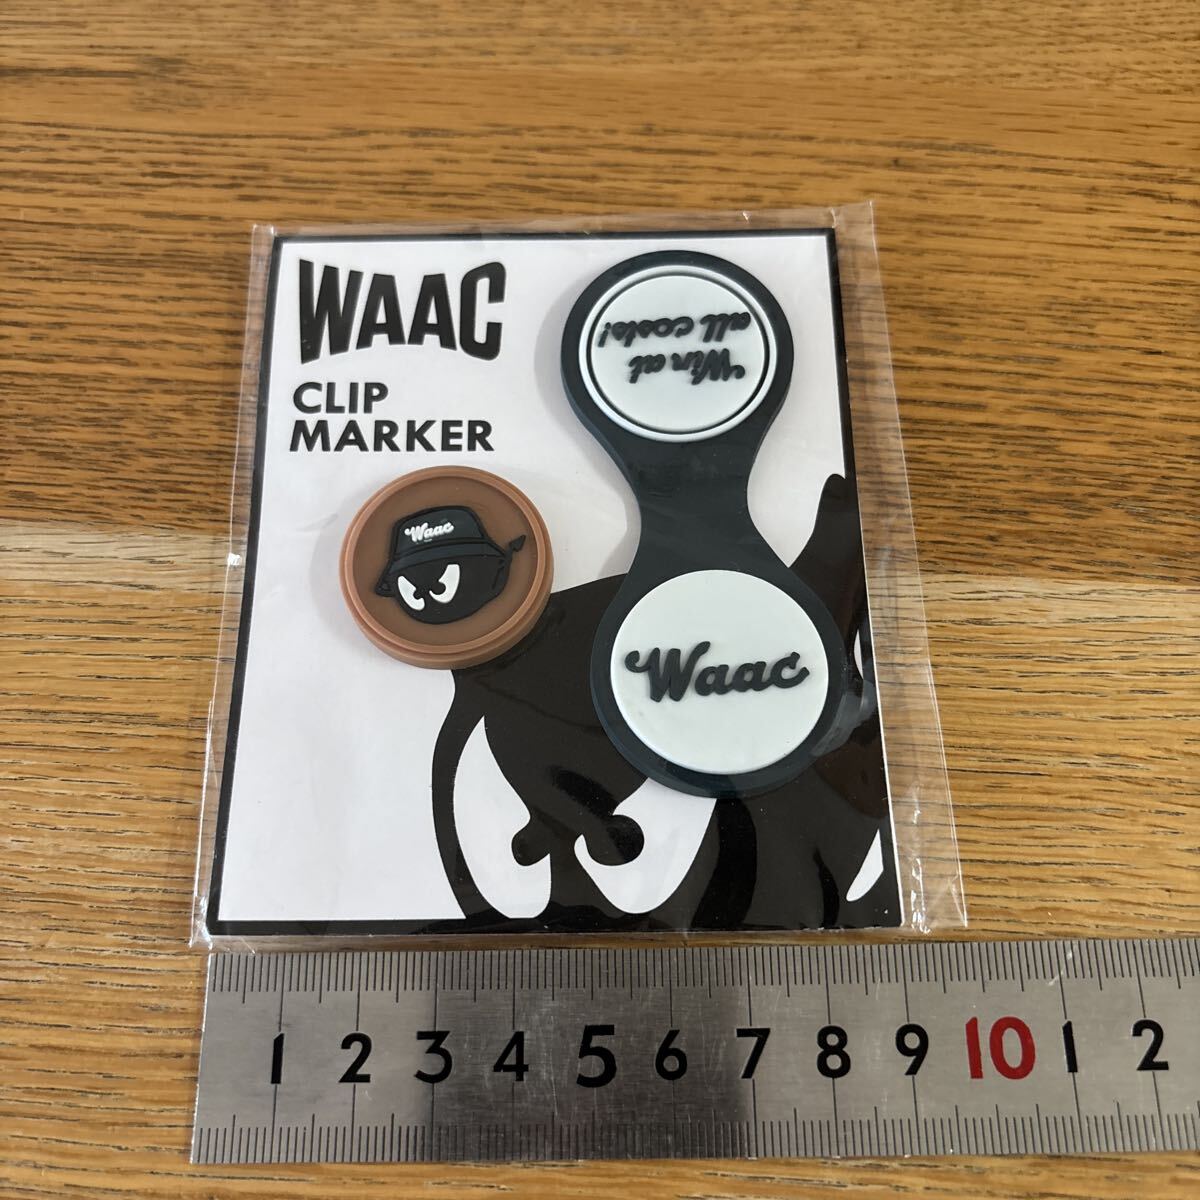 WAAC
CLIP
MARKER
Win at
all costs!
Waac
Waac
1 2 3 4 5 6 7 8 9 10 1 2